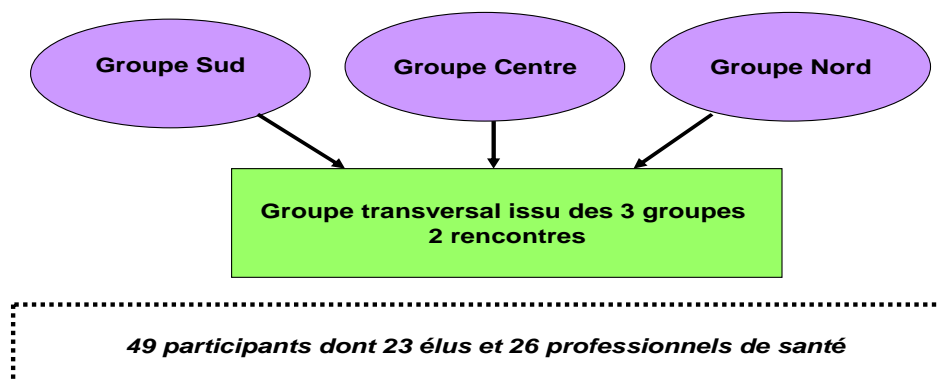 Groupe Sud
Groupe Centre
Groupe Nord
Groupe transversal issu des 3 groupes
2 rencontres
49 participants dont 23 élus et 26 professionnels de santé